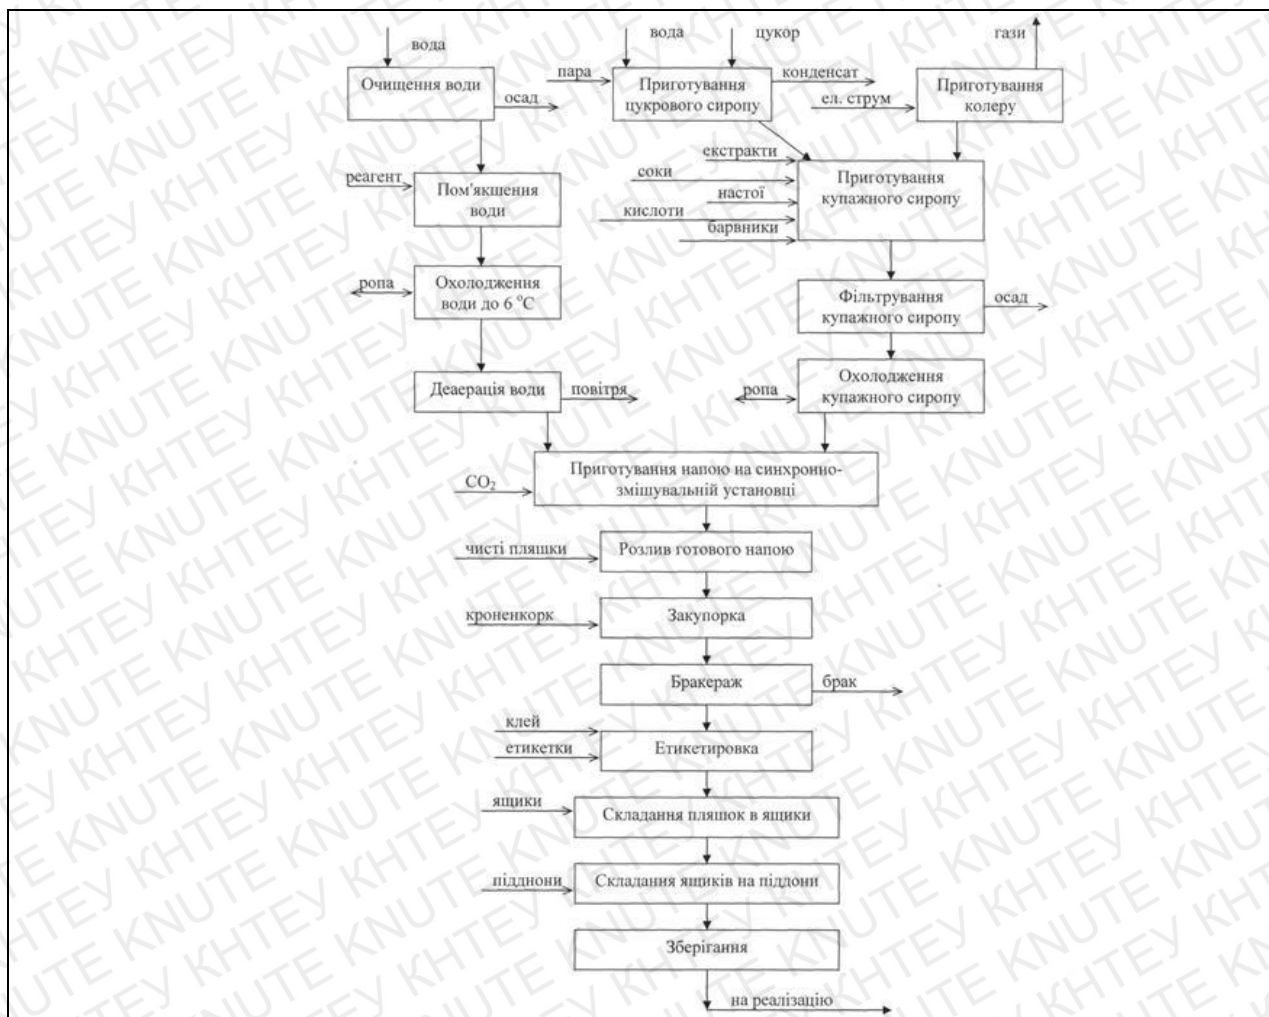 вода
вода
цукор
гази
Очищення води
осад
пара
Приготування
цукрового сиропу
конденсат
ел. струм
Приготування
колеру
реагент
Пом'якшення
води
екстракти
соки
настої
кислоти
барвники
Приготування
купажного сиропу
ропа
Охолодження
води до 6 °С
Фільтрування
купажного сиропу
осад
Деаерація води
повітря
ропа
Охолодження
купажного сиропу
CO₂
Приготування напою на синхронно-
змішувальній установці
чисті пляшки
Розлив готового напою
кроненкорк
Закупорка
Бракераж
брак
клей
етикетки
Етикетировка
ящики
Складання пляшок в ящики
підднони
Складання ящиків на піддони
Зберігання
на реалізацію